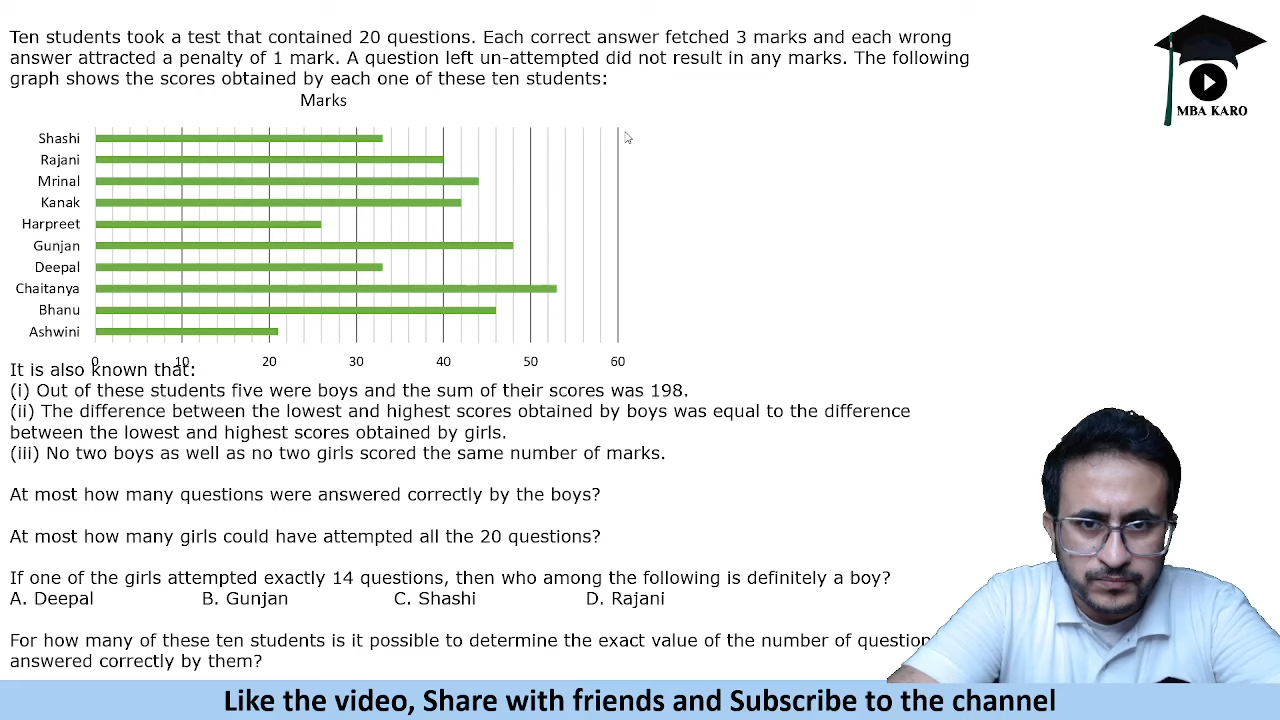 Ten students took a test that contained 20 questions. Each correct answer fetched 3 marks and each wrong
answer attracted a penalty of 1 mark. A question left un-attempted did not result in any marks. The following
graph shows the scores obtained by each one of these ten students:
MBA KARO
Marks
Shashi
Rajani
Mrinal
Kanak
Harpreet
Gunjan
Deepal
Chaitanya
Bhanu
Ashwini
0 10 20 30 40 50 60
It is also known that:
(i) Out of these students five were boys and the sum of their scores was 198.
(ii) The difference between the lowest and highest scores obtained by boys was equal to the difference
between the lowest and highest scores obtained by girls.
(iii) No two boys as well as no two girls scored the same number of marks.
At most how many questions were answered correctly by the boys?
At most how many girls could have attempted all the 20 questions?
If one of the girls attempted exactly 14 questions, then who among the following is definitely a boy?
A. Deepal B. Gunjan C. Shashi D. Rajani
For how many of these ten students is it possible to determine the exact value of the number of question
answered correctly by them?
Like the video, Share with friends and Subscribe to the channel